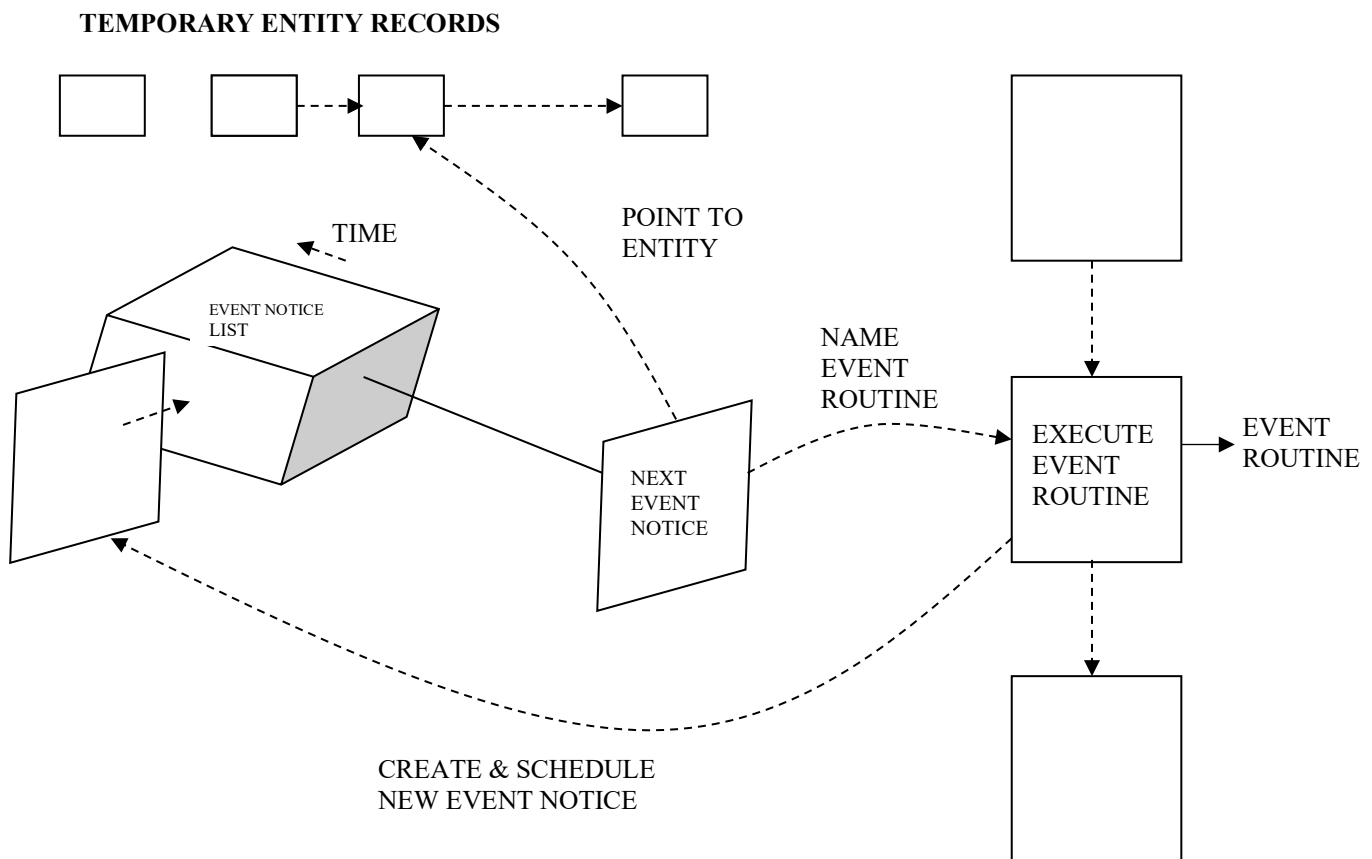 TEMPORARY ENTITY RECORDS
POINT TO
ENTITY
TIME
EVENT NOTICE
LIST
NAME
EVENT
ROUTINE
NEXT
EVENT
NOTICE
EXECUTE
EVENT
ROUTINE
EVENT
ROUTINE
CREATE & SCHEDULE
NEW EVENT NOTICE